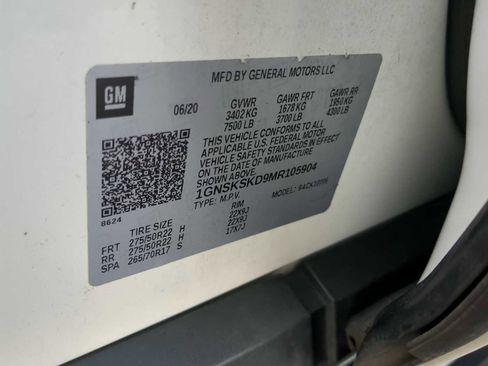 GM
MFD BY GENERAL MOTORS LLC
06/20 GVWR GAWR FRT GAWR RR
3402 KG 1678 KG 1950 KG
7500 LB 3700 LB 4300 LB
THIS VEHICLE CONFORMS TO ALL
APPLICABLE U.S. FEDERAL MOTOR
VEHICLE SAFETY STANDARDS IN
EFFECT ON THE DATE OF
MANUFACTURE SHOWN ABOVE.
1GNSKSKD9MR105904
TYPE: M.P.V. MODEL:
8624
TIRE SIZE RIM
FRT 275/50R22 H 22X9J
RR 275/50R22 H 22X9J
SPA 265/70R17 S 17X7J